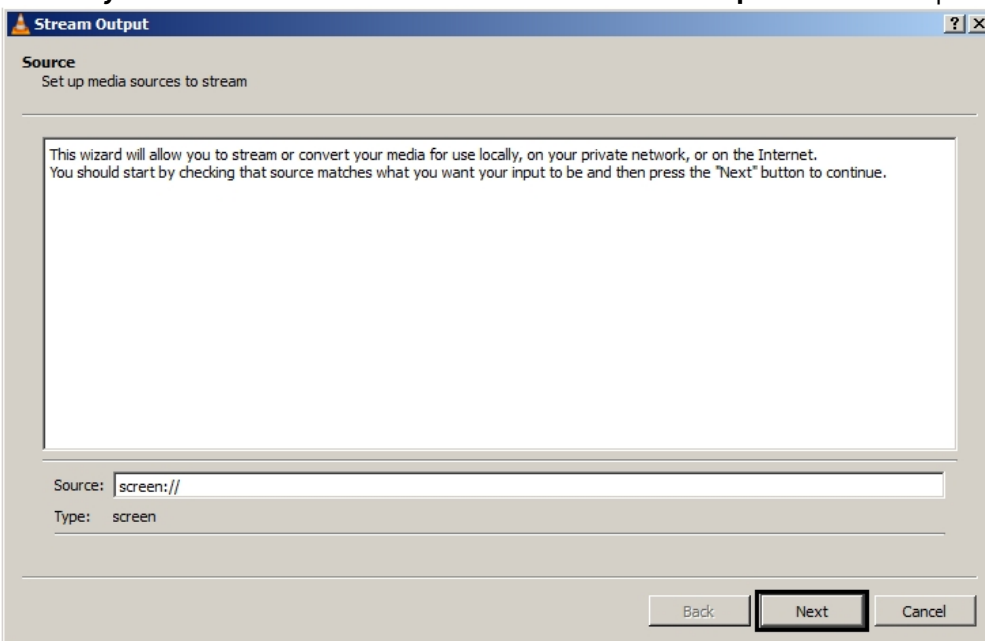 Stream Output
Source
Set up media sources to stream
This wizard will allow you to stream or convert your media for use locally, on your private network, or on the Internet.
You should start by checking that source matches what you want your input to be and then press the "Next" button to continue.
Source: screen://
Type: screen
Back Next Cancel